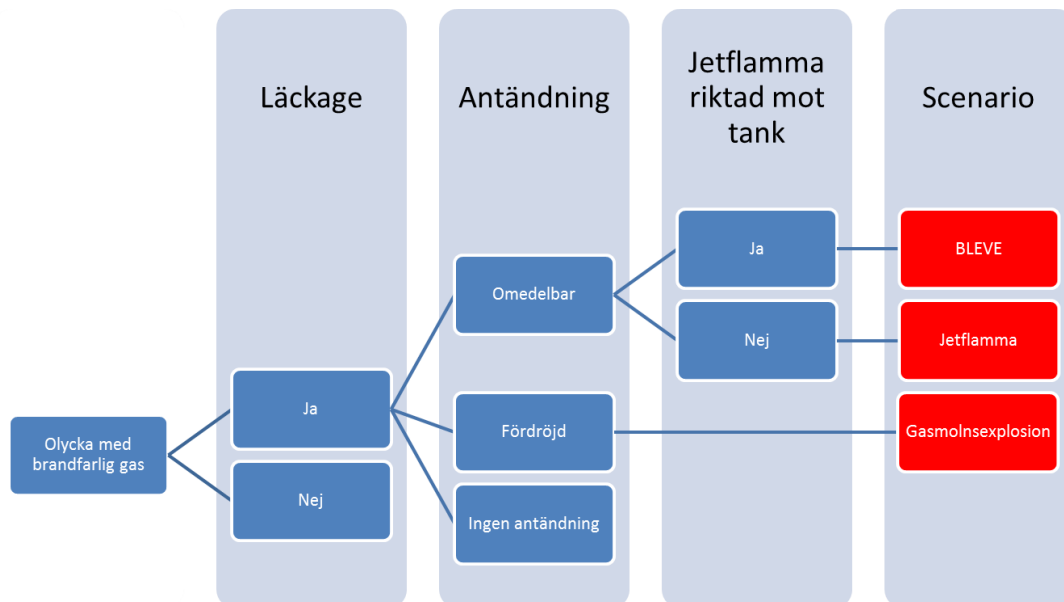 Läckage
Antändning
Jetflamma
riktad mot
tank
Scenario
Olycka med
brandfarlig gas
Ja
Nej
Omedelbar
Fördröjd
Ingen antändning
Ja
Nej
BLEVE
Jetflamma
Gasmolnsexplosion